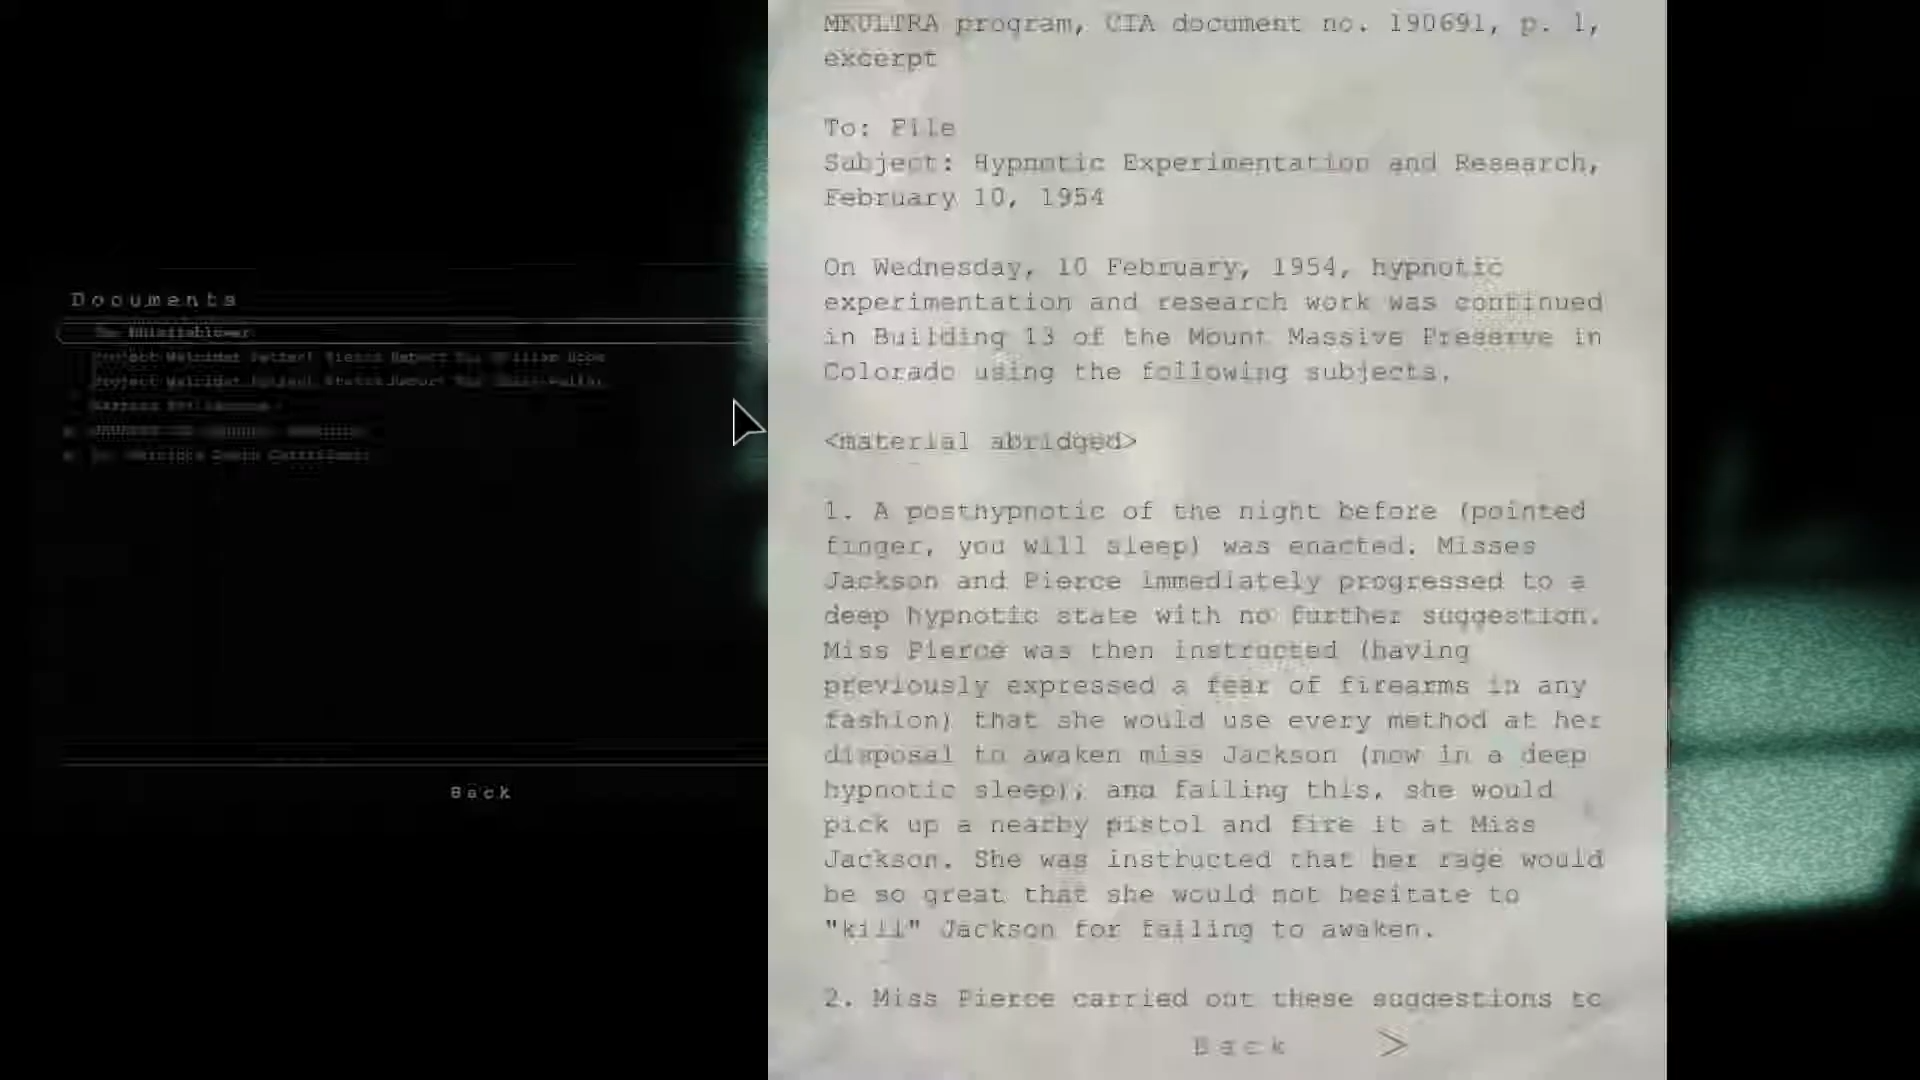 Documents
Back
MKULTRA program, CIA document no. 190691, p. 1,
excerpt
To: File
Subject: Hypnotic Experimentation and Research,
February 10, 1954
On Wednesday, 10 February, 1954, hypnotic
experimentation and research work was continued
in Building 13 of the Mount Massive Preserve in
Colorado using the following subjects.
<material abridged>
1. A posthypnotic of the night before (pointed
finger, you will sleep) was enacted. Misses
Jackson and Pierce immediately progressed to a
deep hypnotic state with no further suggestion.
Miss Pierce was then instructed (having
previously expressed a fear of firearms in any
fashion) that she would use every method at her
disposal to awaken miss Jackson (now in a deep
hypnotic sleep); and failing this, she would
pick up a nearby pistol and fire it at Miss
Jackson. She was instructed that her rage would
be so great that she would not hesitate to
"kill" Jackson for failing to awaken.
2. Miss Pierce carried out these suggestions to
Back >